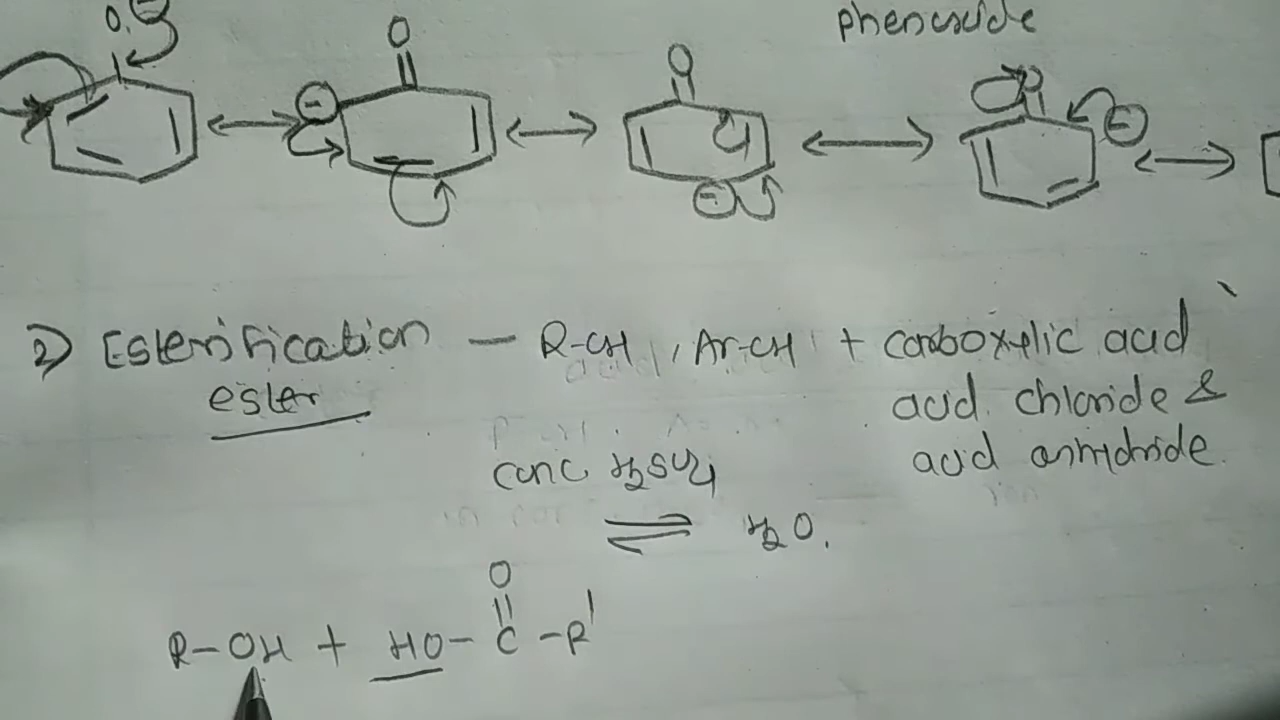 phenoxide
O O O O
2) Esterification — R-OH, Ar-OH + carboxylic acid
ester acid chloride &
conc H2SO4 acid anhydride.
⇌ H2O.
O
R-OH + HO-C-R'